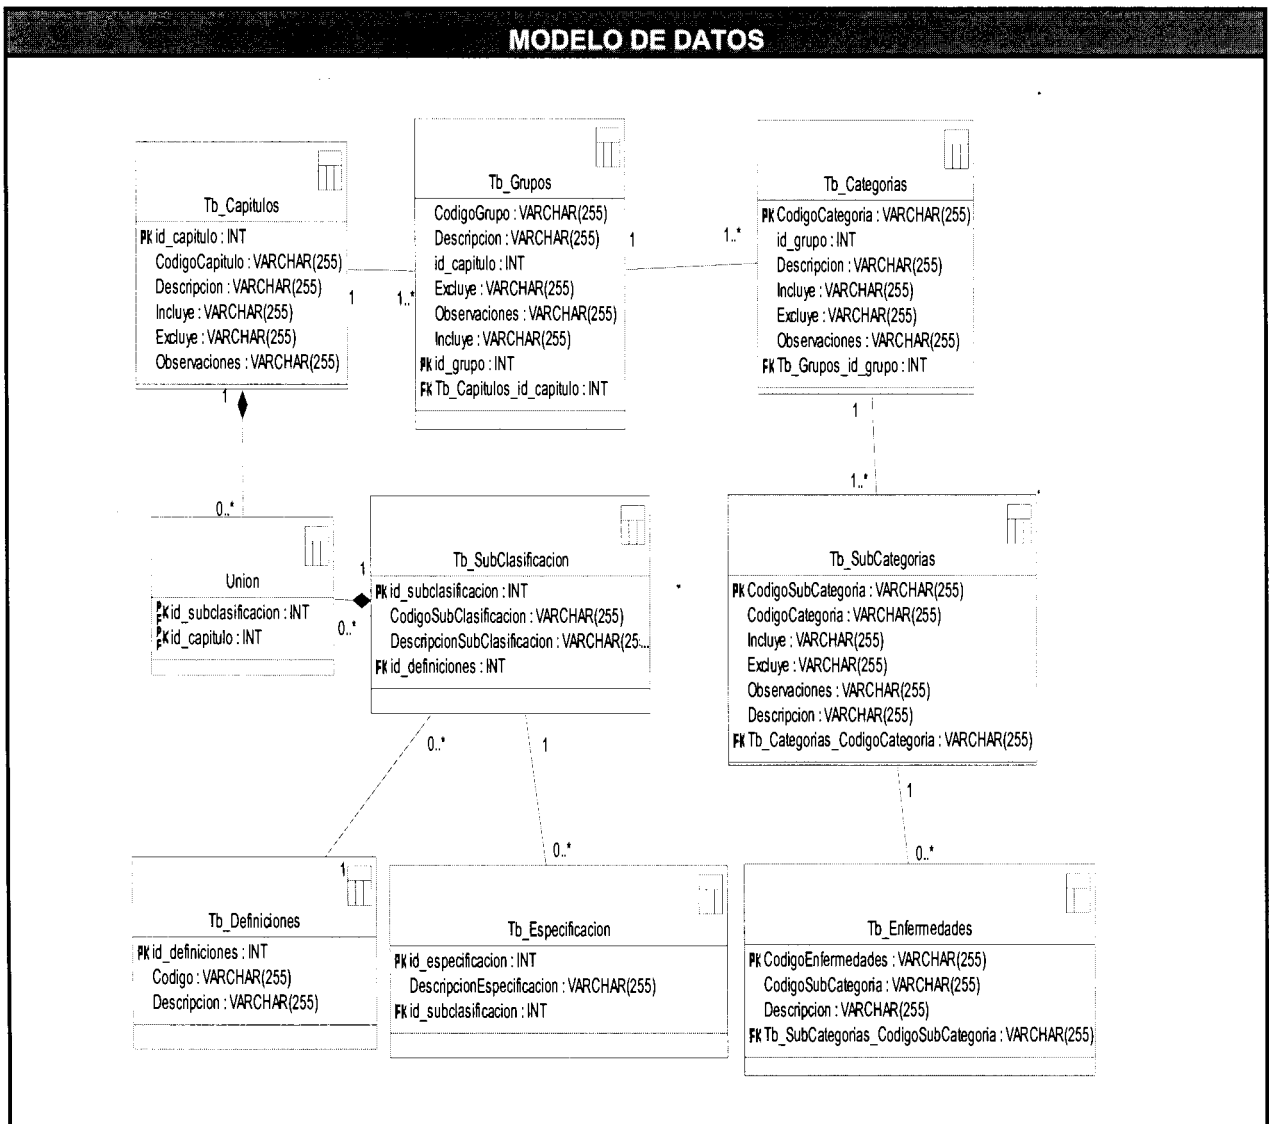 MODELO DE DATOS
Tb_Capitulos
PK id_capitulo : INT
CodigoCapitulo : VARCHAR(255)
Descripcion : VARCHAR(255)
Incluye : VARCHAR(255)
Excluye : VARCHAR(255)
Observaciones : VARCHAR(255)
1
1..*
Tb_Grupos
CodigoGrupo : VARCHAR(255)
Descripcion : VARCHAR(255)
id_capitulo : INT
Excluye : VARCHAR(255)
Observaciones : VARCHAR(255)
Incluye : VARCHAR(255)
PK id_grupo : INT
FK Tb_Capitulos_id_capitulo : INT
1
1..*
Tb_Categorias
PK CodigoCategoria : VARCHAR(255)
id_grupo : INT
Descripcion : VARCHAR(255)
Incluye : VARCHAR(255)
Excluye : VARCHAR(255)
Observaciones : VARCHAR(255)
FK Tb_Grupos_id_grupo : INT
1
0..*
1
1..*
Union
id_subclasificacion : INT
id_capitulo : INT
1
0..*
Tb_SubClasificacion
PK id_subclasificacion : INT
CodigoSubClasificacion : VARCHAR(255)
DescripcionSubClasificacion : VARCHAR(25...
FK id_definiciones : INT
Tb_SubCategorias
PK CodigoSubCategoria : VARCHAR(255)
CodigoCategoria : VARCHAR(255)
Incluye : VARCHAR(255)
Excluye : VARCHAR(255)
Observaciones : VARCHAR(255)
Descripcion : VARCHAR(255)
FK Tb_Categorias_CodigoCategoria : VARCHAR(255)
0..*
1
1
1
0..*
0..*
Tb_Definiciones
PK id_definiciones : INT
Codigo : VARCHAR(255)
Descripcion : VARCHAR(255)
Tb_Especificacion
PK id_especificacion : INT
DescripcionEspecificacion : VARCHAR(255)
FK id_subclasificacion : INT
Tb_Enfermedades
PK CodigoEnfermedades : VARCHAR(255)
CodigoSubCategoria : VARCHAR(255)
Descripcion : VARCHAR(255)
FK Tb_SubCategorias_CodigoSubCategoria : VARCHAR(255)